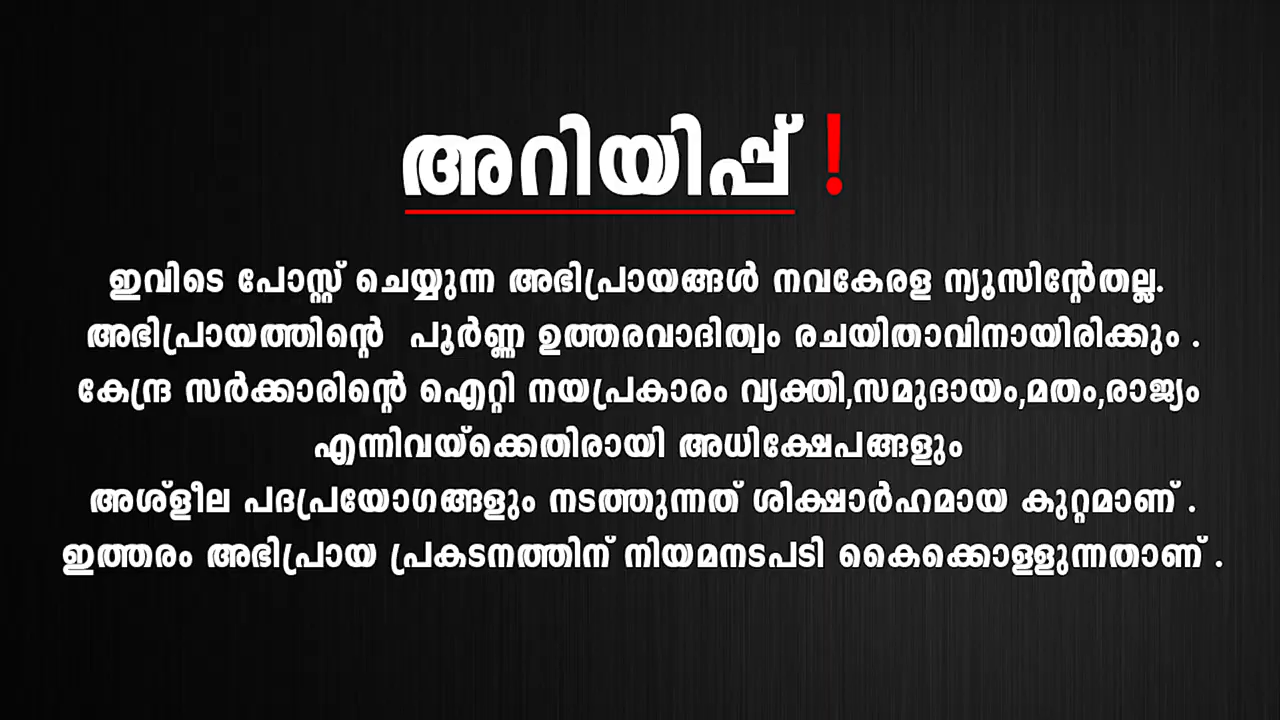 അറിയിപ്പ് !
ഇവിടെ പോസ്റ്റ് ചെയ്യുന്ന അഭിപ്രായങ്ങൾ നവകേരള ന്യൂസിന്റേതല്ല.
അഭിപ്രായത്തിന്റെ പൂർണ്ണ ഉത്തരവാദിത്വം രചയിതാവിനായിരിക്കും .
കേന്ദ്ര സർക്കാരിന്റെ ഐറ്റി നയപ്രകാരം വ്യക്തി,സമുദായം,മതം,രാജ്യം
എന്നിവയ്ക്കെതിരായി അധിക്ഷേപങ്ങളും
അശ്ളീല പദപ്രയോഗങ്ങളും നടത്തുന്നത് ശിക്ഷാർഹമായ കുറ്റമാണ് .
ഇത്തരം അഭിപ്രായ പ്രകടനത്തിന് നിയമനടപടി കൈക്കൊള്ളുന്നതാണ് .